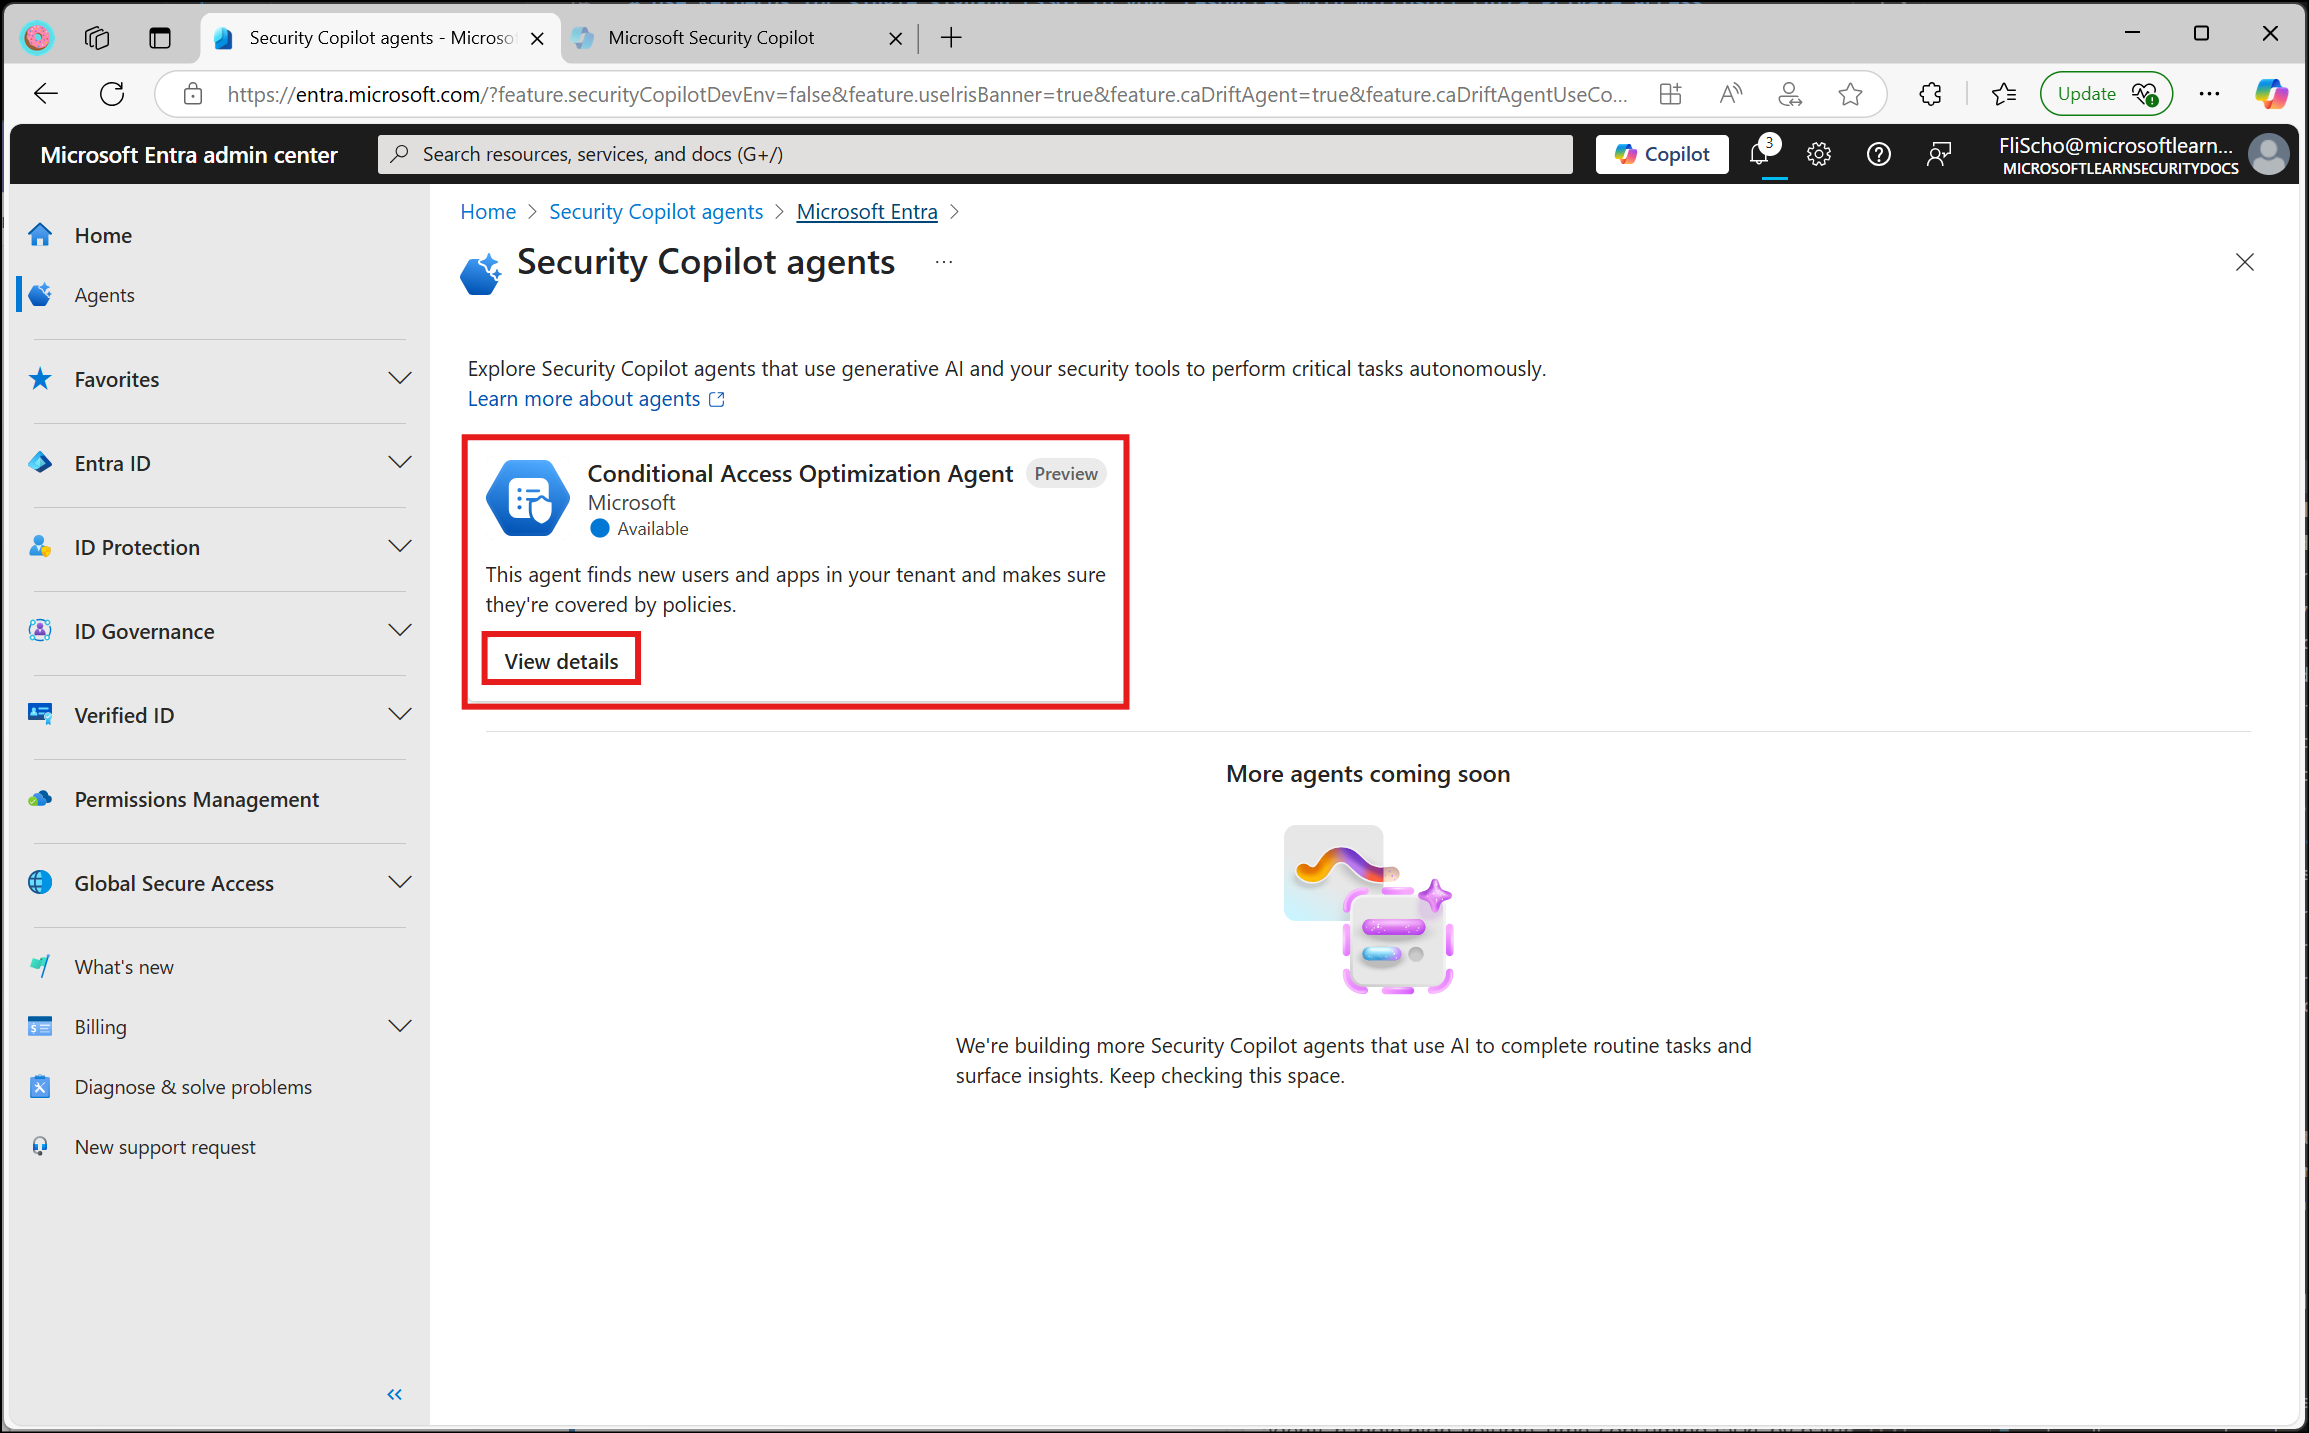 Security Copilot agents - Microso
Microsoft Security Copilot
https://entra.microsoft.com/?feature.securityCopilotDevEnv=false&feature.useIrisBanner=true&feature.caDriftAgent=true&feature.caDriftAgentUseCo...
Update
Microsoft Entra admin center
Search resources, services, and docs (G+/)
Copilot
3
FliScho@microsoftlearn...
MICROSOFTLEARNSECURITYDOCS
Home
Agents
Favorites
Entra ID
ID Protection
ID Governance
Verified ID
Permissions Management
Global Secure Access
What's new
Billing
Diagnose & solve problems
New support request
Home > Security Copilot agents > Microsoft Entra >
Security Copilot agents ...
Explore Security Copilot agents that use generative AI and your security tools to perform critical tasks autonomously.
Learn more about agents
Conditional Access Optimization Agent Preview
Microsoft
Available
This agent finds new users and apps in your tenant and makes sure
they're covered by policies.
View details
More agents coming soon
We're building more Security Copilot agents that use AI to complete routine tasks and
surface insights. Keep checking this space.